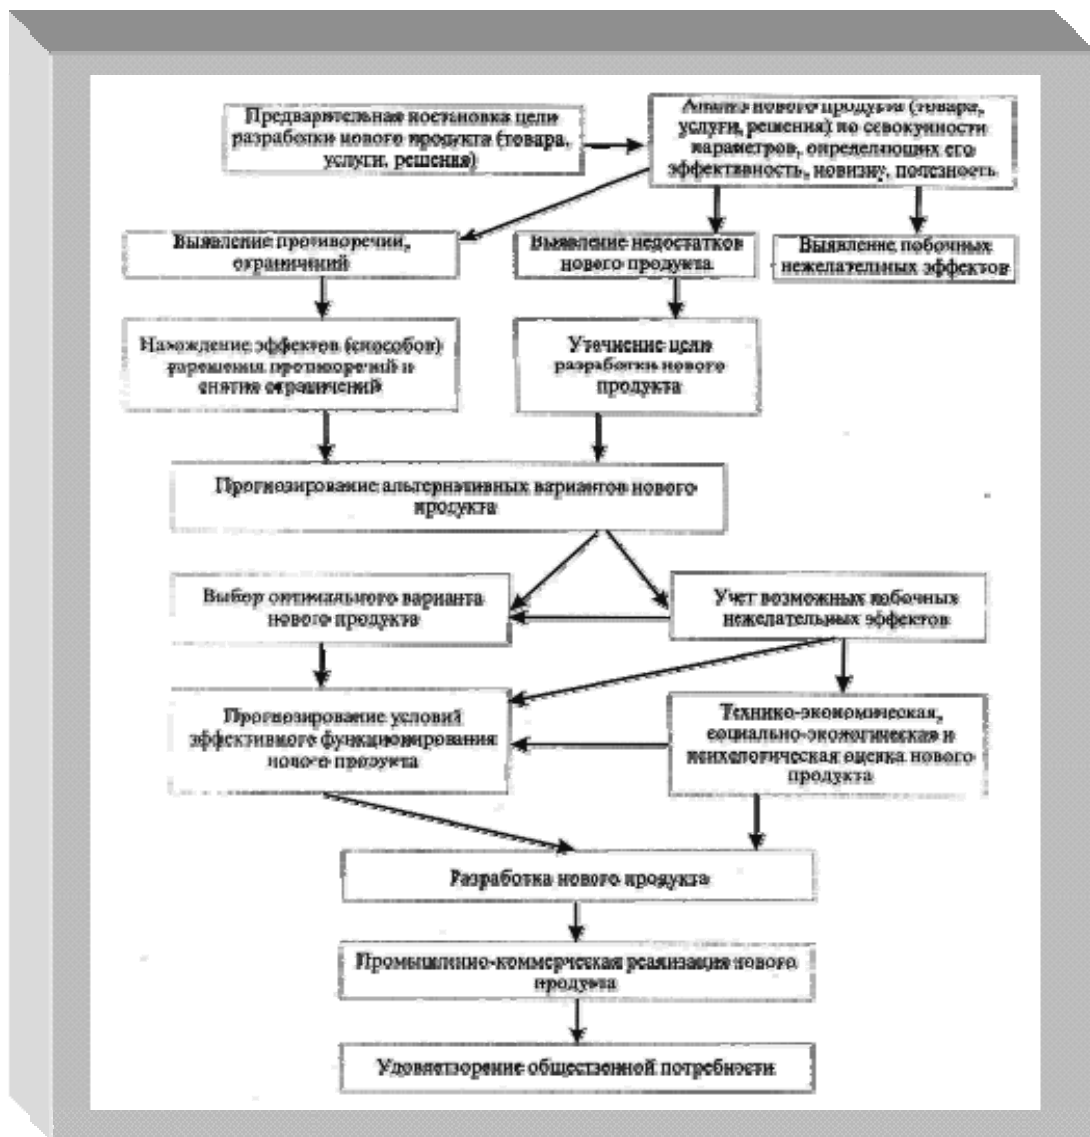 Предварительная постановка цели
разработки нового продукта (товара,
услуги, решения)
Анализ нового продукта (товара,
услуги, решения) по совокупности
параметров, определяющих его
эффективность, новизну, полезность
Выявление противоречий,
ограничений
Выявление недостатков
нового продукта.
Выявление побочных
нежелательных эффектов
Нахождение эффектов (способов)
разрешения противоречий и
снятие ограничений
Уточнение цели
разработки нового
продукта
Прогнозирование альтернативных вариантов нового
продукта
Выбор оптимального варианта
нового продукта
Учет возможных побочных
нежелательных эффектов
Прогнозирование условий
эффективного функционирования
нового продукта
Технико-экономическая,
социально-экологическая и
психологическая оценка нового
продукта
Разработка нового продукта
Промышленно-коммерческая реализация нового
продукта
Удовлетворение общественной потребности